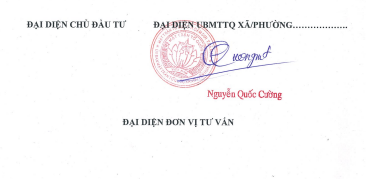 ĐẠI DIỆN CHỦ ĐẦU TƯ ĐẠI DIỆN UBMTTQ XÃ/PHƯỜNG...................
Nguyễn Quốc Cường
ĐẠI DIỆN ĐƠN VỊ TƯ VẤN